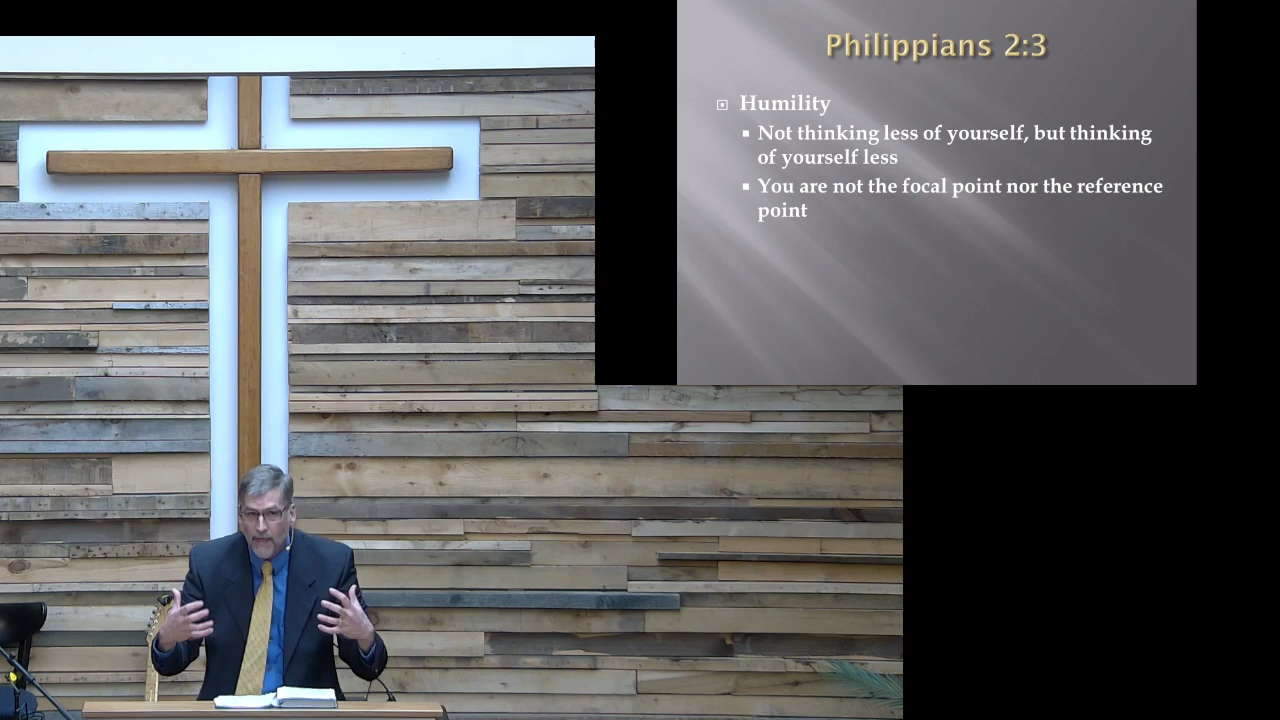 Philippians 2:3
Humility
Not thinking less of yourself, but thinking
of yourself less
You are not the focal point nor the reference
point